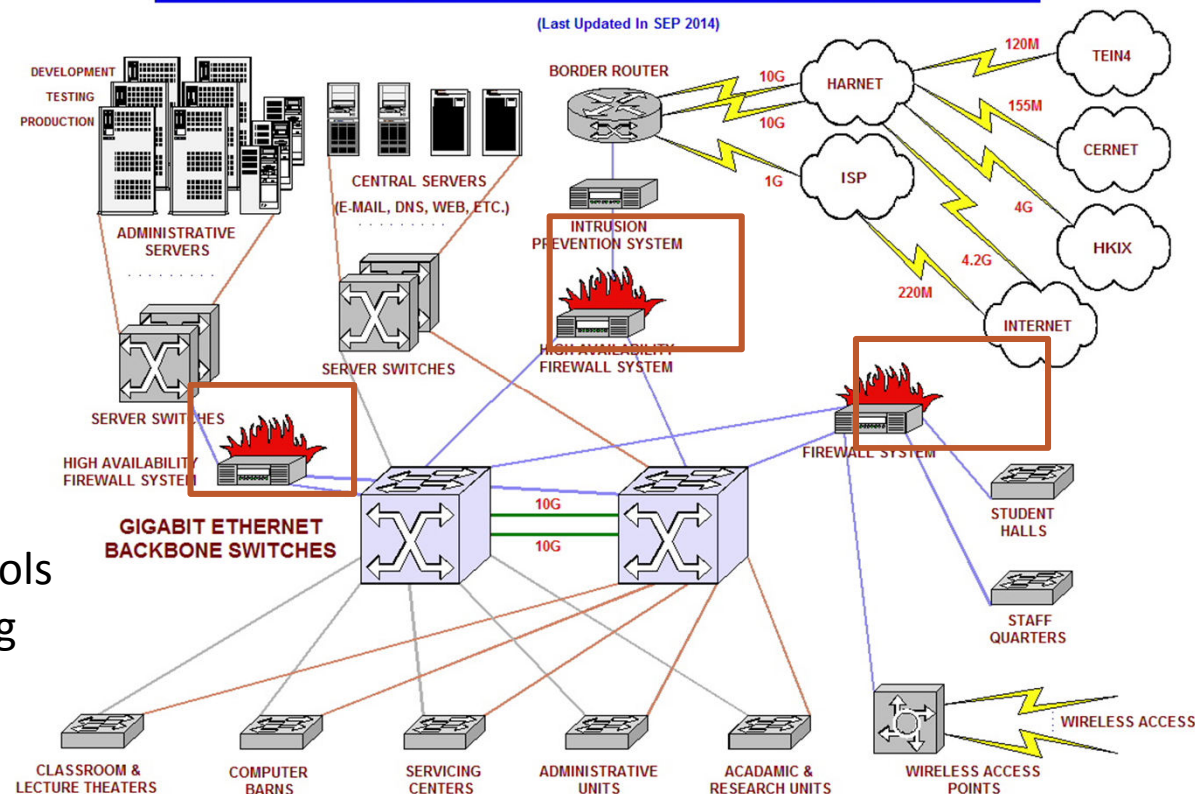 (Last Updated In SEP 2014)
DEVELOPMENT
TESTING
PRODUCTION
ADMINISTRATIVE
SERVERS
CENTRAL SERVERS
(E-MAIL, DNS, WEB, ETC.)
BORDER ROUTER
10G
10G
1G
HARNET
ISP
120M
TEIN4
155M
CERNET
4G
HKIX
4.2G
220M
INTERNET
INTRUSION
PREVENTION SYSTEM
HIGH AVAILABILITY
FIREWALL SYSTEM
SERVER SWITCHES
SERVER SWITCHES
HIGH AVAILABILITY
FIREWALL SYSTEM
FIREWALL SYSTEM
GIGABIT ETHERNET
BACKBONE SWITCHES
10G
10G
STUDENT
HALLS
STAFF
QUARTERS
ols
g
WIRELESS ACCESS
CLASSROOM &
LECTURE THEATERS
COMPUTER
BARNS
SERVICING
CENTERS
ADMINISTRATIVE
UNITS
ACADAMIC &
RESEARCH UNITS
WIRELESS ACCESS
POINTS